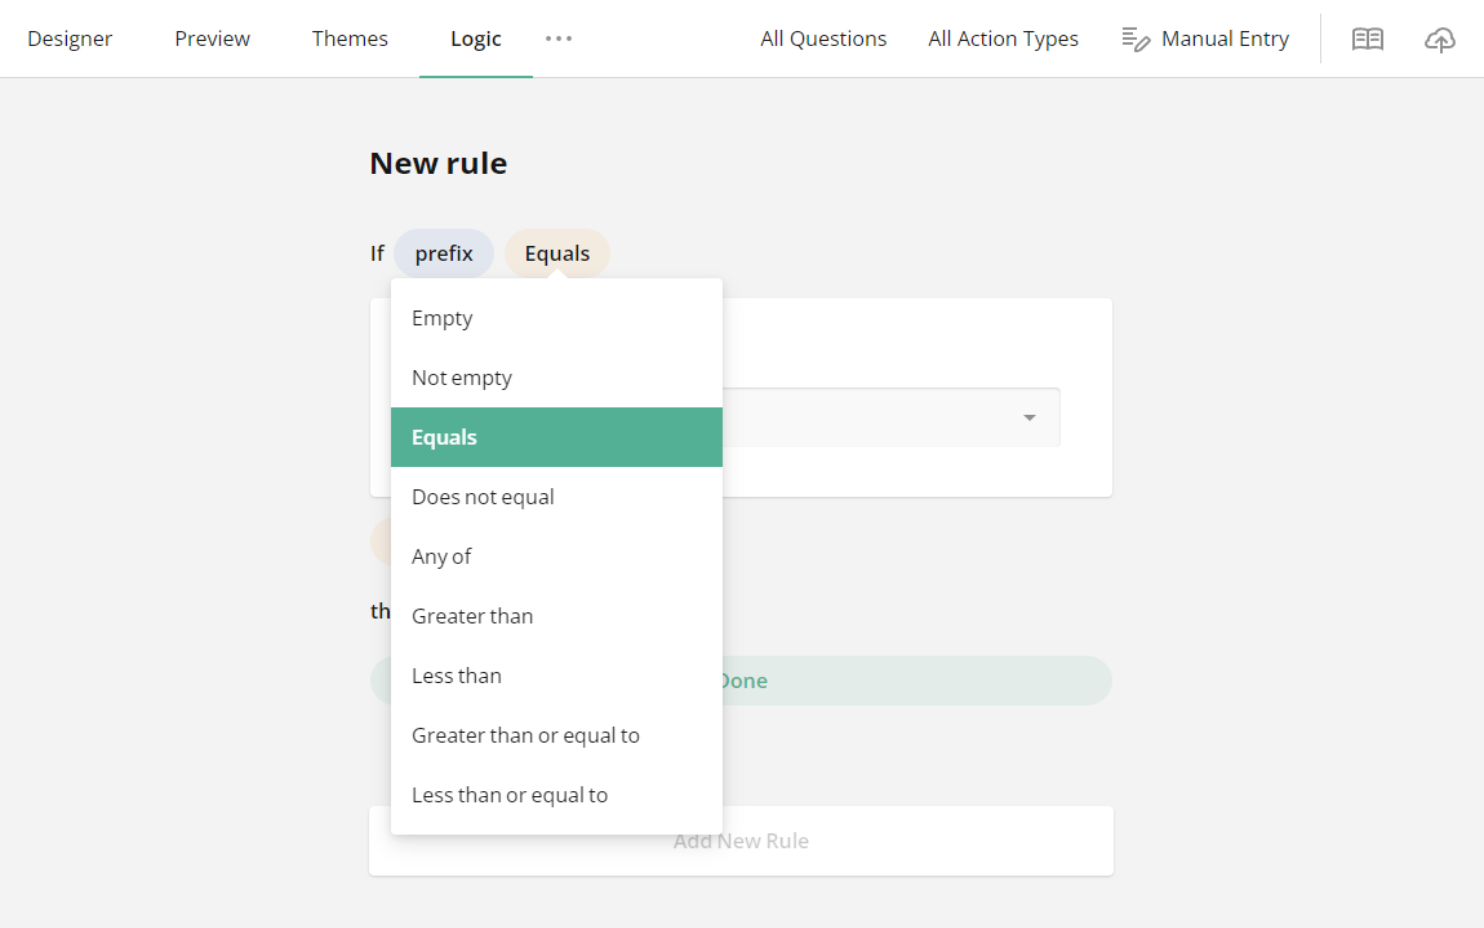 Designer Preview Themes Logic ... All Questions All Action Types Manual Entry
New rule
If prefix Equals
Empty
Not empty
Equals
Does not equal
Any of
Greater than
th
Less than
Done
Greater than or equal to
Less than or equal to
Add New Rule